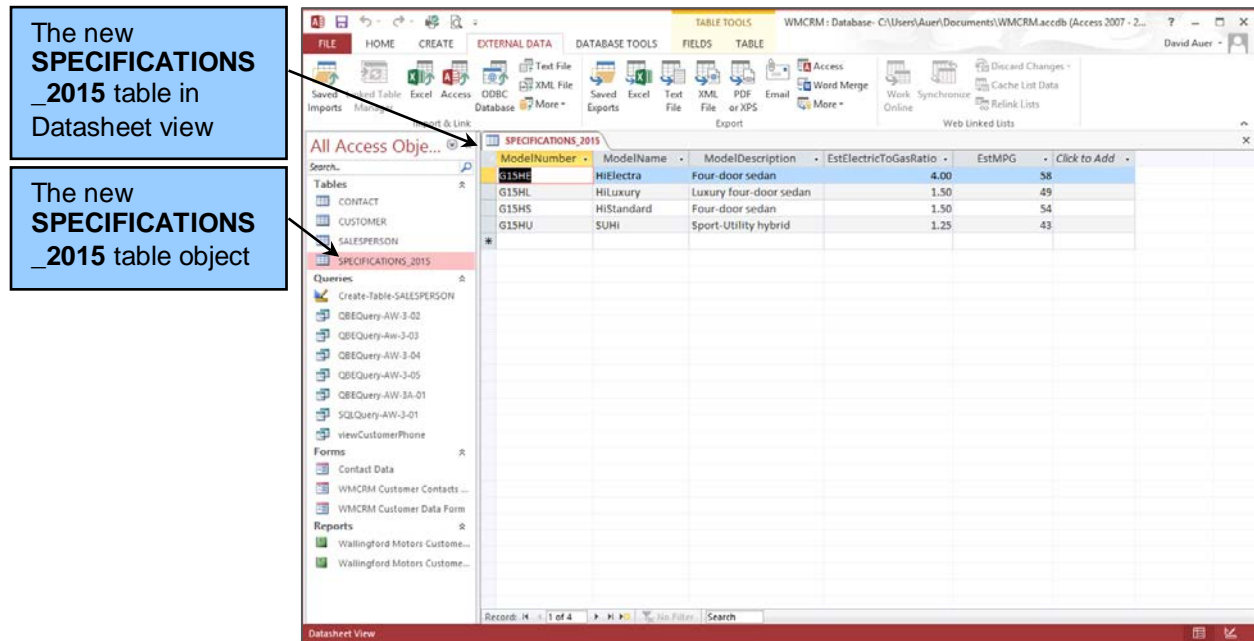 The new
SPECIFICATIONS
_2015 table in
Datasheet view
The new
SPECIFICATIONS
_2015 table object
TABLE TOOLS WMCRM : Database- C:\Users\Auer\Documents\WMCRM.accdb (Access 2007 - 2...
FILE HOME CREATE EXTERNAL DATA DATABASE TOOLS FIELDS TABLE David Auer
Saved Imports
Linked Table Manager
Excel
Access
ODBC Database
Text File
XML File
More
Saved Exports
Excel
Text File
XML File
PDF or XPS
Email
Access
Word Merge
More
Work Online
Synchronize
Discard Changes
Cache List Data
Relink Lists
Import & Link Export Web Linked Lists
All Access Obje...
Search...
Tables
CONTACT
CUSTOMER
SALESPERSON
SPECIFICATIONS_2015
Queries
Create-Table-SALESPERSON
QBEQuery-AW-3-02
QBEQuery-Aw-3-03
QBEQuery-AW-3-04
QBEQuery-AW-3-05
QBEQuery-AW-3A-01
SQLQuery-AW-3-01
viewCustomerPhone
Forms
Contact Data
WMCRM Customer Contacts ...
WMCRM Customer Data Form
Reports
Wallingford Motors Custome...
Wallingford Motors Custome...
SPECIFICATIONS_2015
ModelNumber ModelName ModelDescription EstElectricToGasRatio EstMPG Click to Add
G15HE HiElectra Four-door sedan 4.00 58
G15HL HiLuxury Luxury four-door sedan 1.50 49
G15HS HiStandard Four-door sedan 1.50 54
G15HU SUHi Sport-Utility hybrid 1.25 43
Record: 1 of 4 No Filter Search
Datasheet View